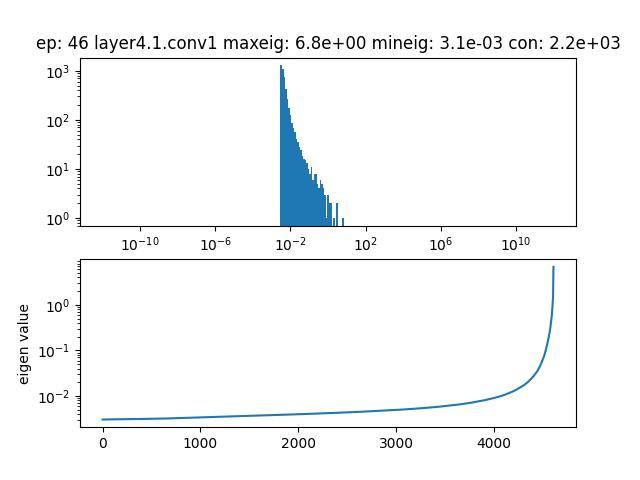 ep: 46 layer4.1.conv1 maxeig: 6.8e+00 mineig: 3.1e-03 con: 2.2e+03
10³
10²
10¹
10⁰
10⁻¹⁰ 10⁻⁶ 10⁻² 10² 10⁶ 10¹⁰
eigen value
10⁰
10⁻¹
10⁻²
0 1000 2000 3000 4000